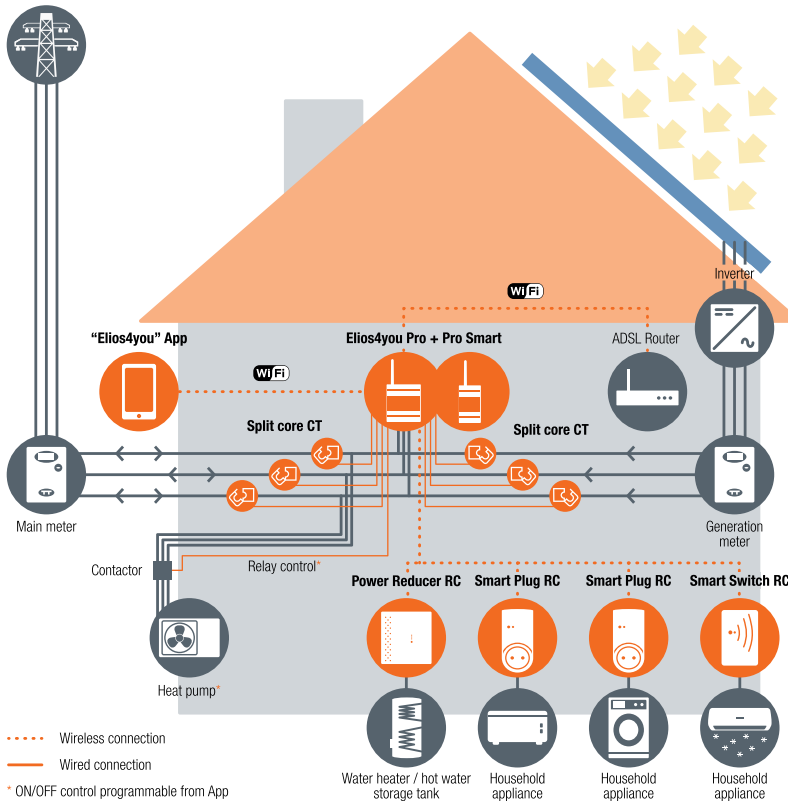 Inverter
WiFi
"Elios4you" App
Elios4you Pro + Pro Smart
ADSL Router
WiFi
Split core CT
Split core CT
Main meter
Generation
meter
Contactor
Relay control*
Power Reducer RC
Smart Plug RC
Smart Plug RC
Smart Switch RC
Heat pump*
Wireless connection
Wired connection
* ON/OFF control programmable from App
Water heater / hot water
storage tank
Household
appliance
Household
appliance
Household
appliance